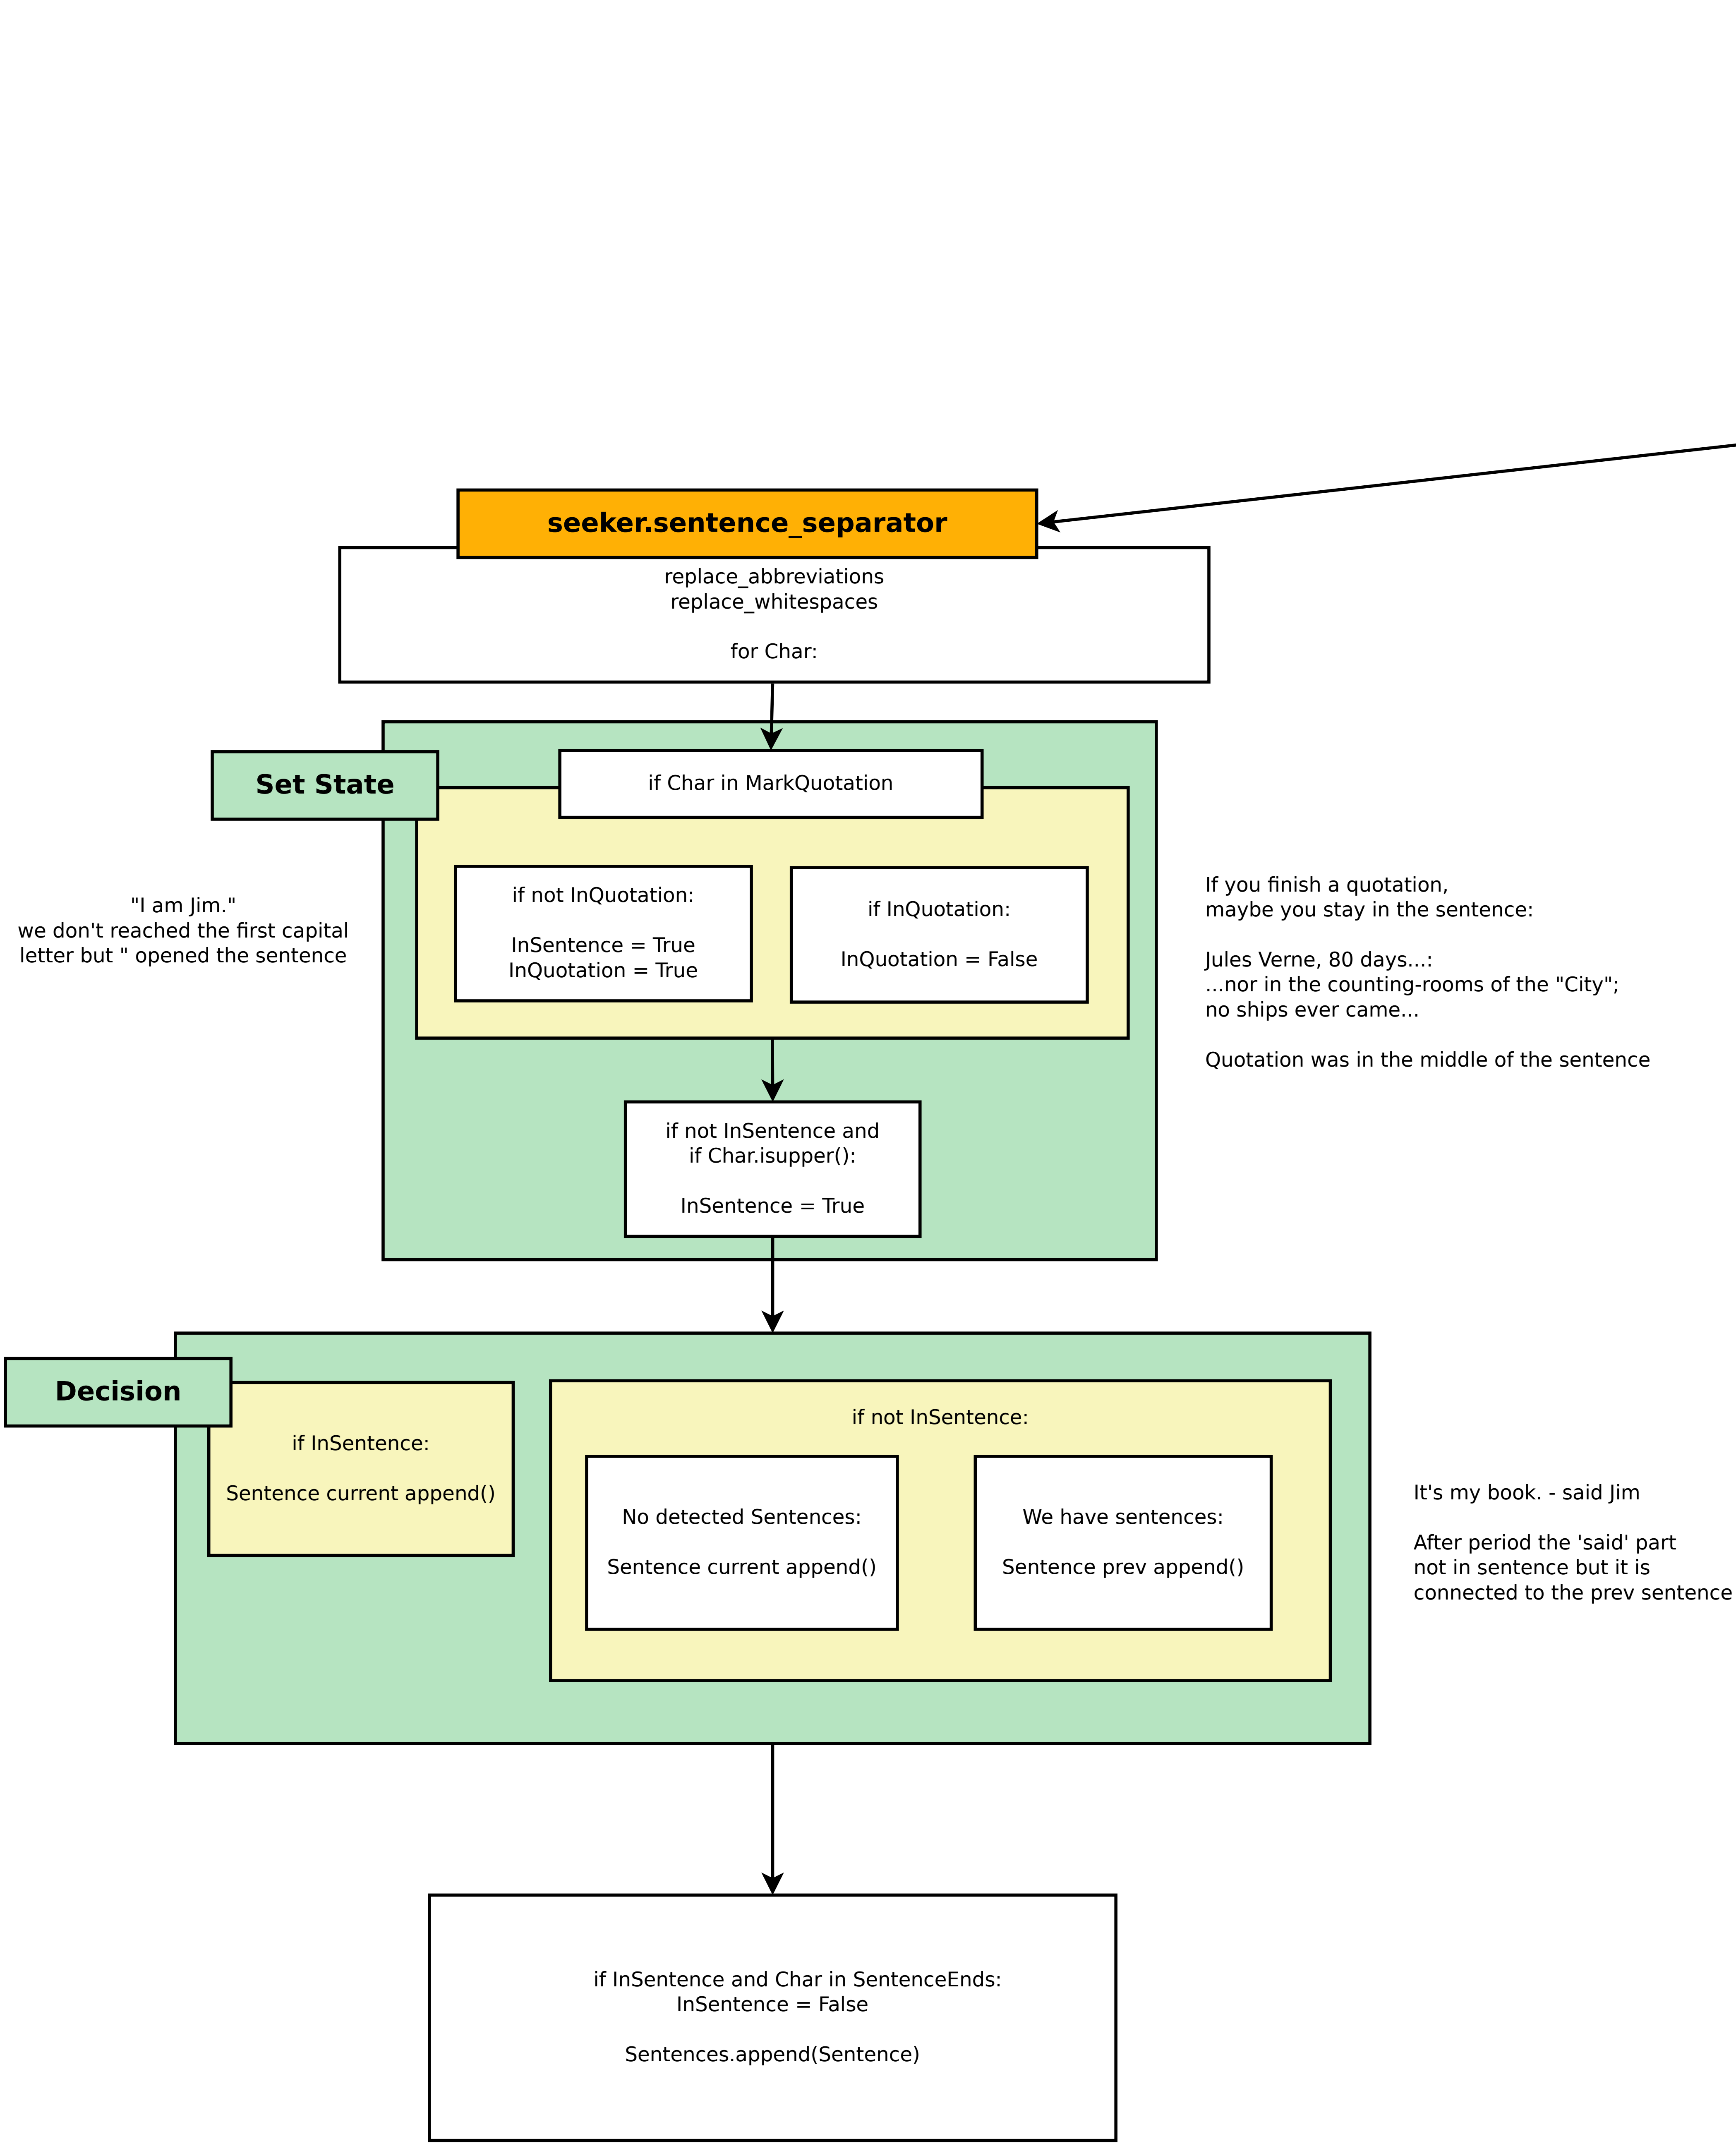 seeker.sentence_separator
replace_abbreviations
replace_whitespaces
for Char:
Set State
if Char in MarkQuotation
"I am Jim."
we don't reached the first capital
letter but " opened the sentence
if not InQuotation:
InSentence = True
InQuotation = True
if InQuotation:
InQuotation = False
If you finish a quotation,
maybe you stay in the sentence:
Jules Verne, 80 days...:
...nor in the counting-rooms of the "City";
no ships ever came...
Quotation was in the middle of the sentence
if not InSentence and
if Char.isupper():
InSentence = True
Decision
if InSentence:
Sentence current append()
if not InSentence:
No detected Sentences:
Sentence current append()
We have sentences:
Sentence prev append()
It's my book. - said Jim
After period the 'said' part
not in sentence but it is
connected to the prev sentence
if InSentence and Char in SentenceEnds:
InSentence = False
Sentences.append(Sentence)